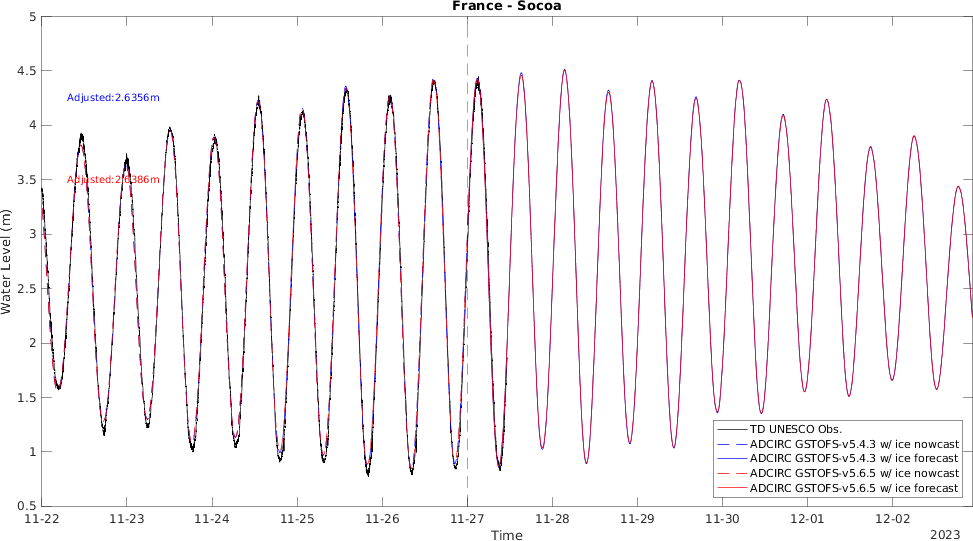 France - Socoa
5
4.5
4
3.5
3
2.5
2
1.5
1
0.5
Water Level (m)
Adjusted:2.6356m
Adjusted:2.6386m
TD UNESCO Obs.
ADCIRC GSTOFS-v5.4.3 w/ ice nowcast
ADCIRC GSTOFS-v5.4.3 w/ ice forecast
ADCIRC GSTOFS-v5.6.5 w/ ice nowcast
ADCIRC GSTOFS-v5.6.5 w/ ice forecast
11-22 11-23 11-24 11-25 11-26 11-27 11-28 11-29 11-30 12-01 12-02
Time
2023